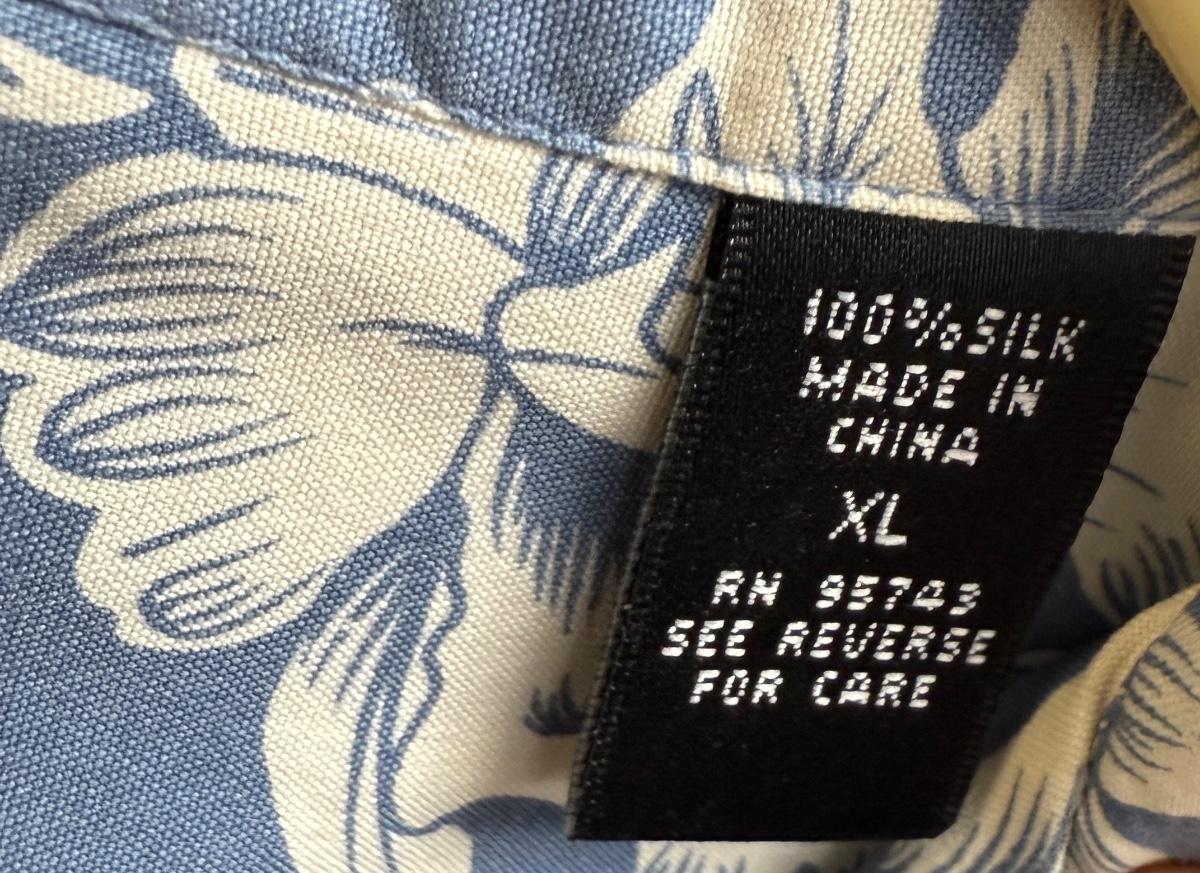 100%SILK
MADE IN
CHINA
XL
RN 95743
SEE REVERSE
FOR CARE